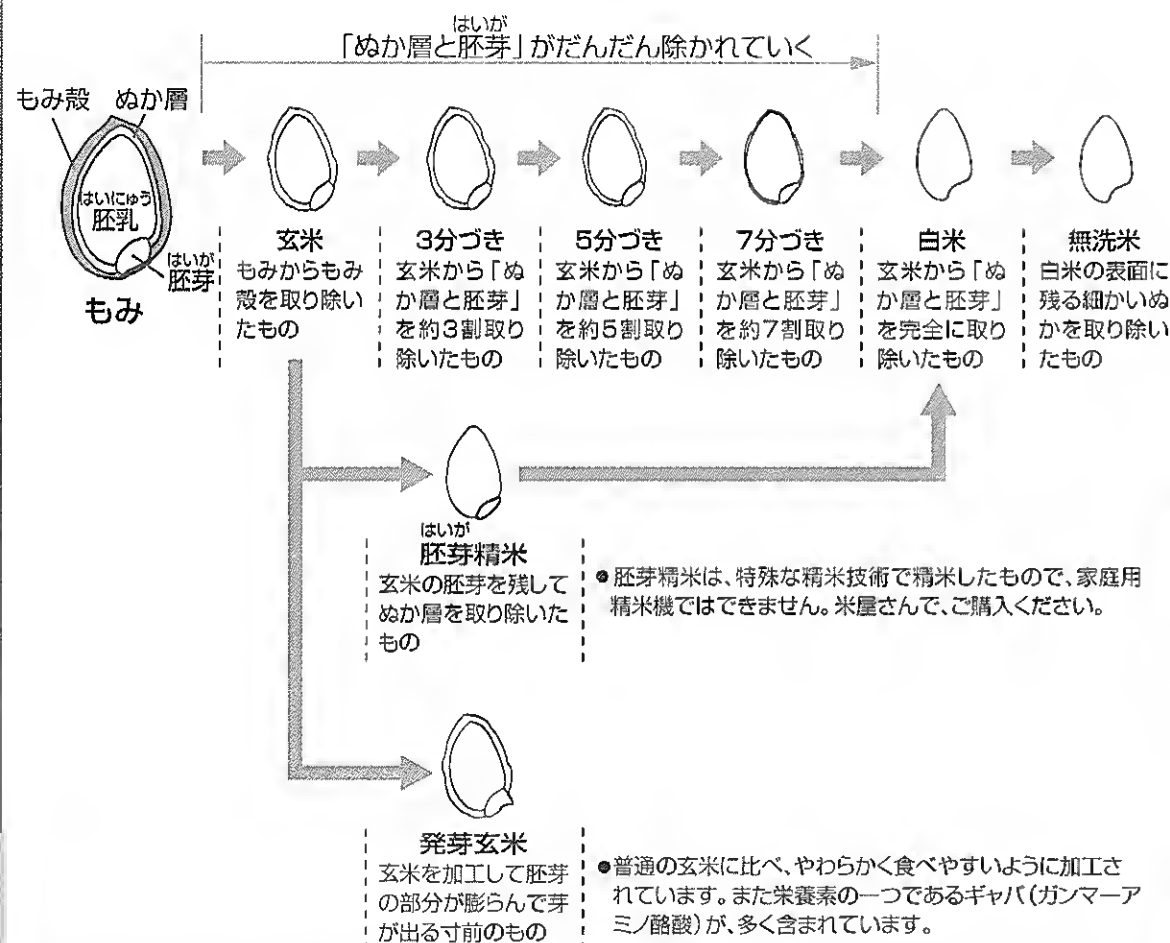 はいが
「ぬか層と胚芽」がだんだん除かれていく
もみ殻 ぬか層
はいにゅう
胚乳
はいが
胚芽
もみ
玄米
もみからもみ
殻を取り除い
たもの
3分づき
玄米から「ぬ
か層と胚芽」
を約3割取り
除いたもの
5分づき
玄米から「ぬ
か層と胚芽」
を約5割取り
除いたもの
7分づき
玄米から「ぬ
か層と胚芽」
を約7割取り
除いたもの
白米
玄米から「ぬ
か層と胚芽」
を完全に取り
除いたもの
無洗米
白米の表面に
残る細かいぬ
かを取り除い
たもの
はいが
胚芽精米
玄米の胚芽を残して
ぬか層を取り除いた
もの
●胚芽精米は、特殊な精米技術で精米したもので、家庭用
精米機ではできません。米屋さんで、ご購入ください。
発芽玄米
玄米を加工して胚芽
の部分が膨らんで芽
が出る寸前のもの
●普通の玄米に比べ、やわらかく食べやすいように加工さ
れています。また栄養素の一つであるギャバ(ガンマーア
ミノ酪酸)が、多く含まれています。